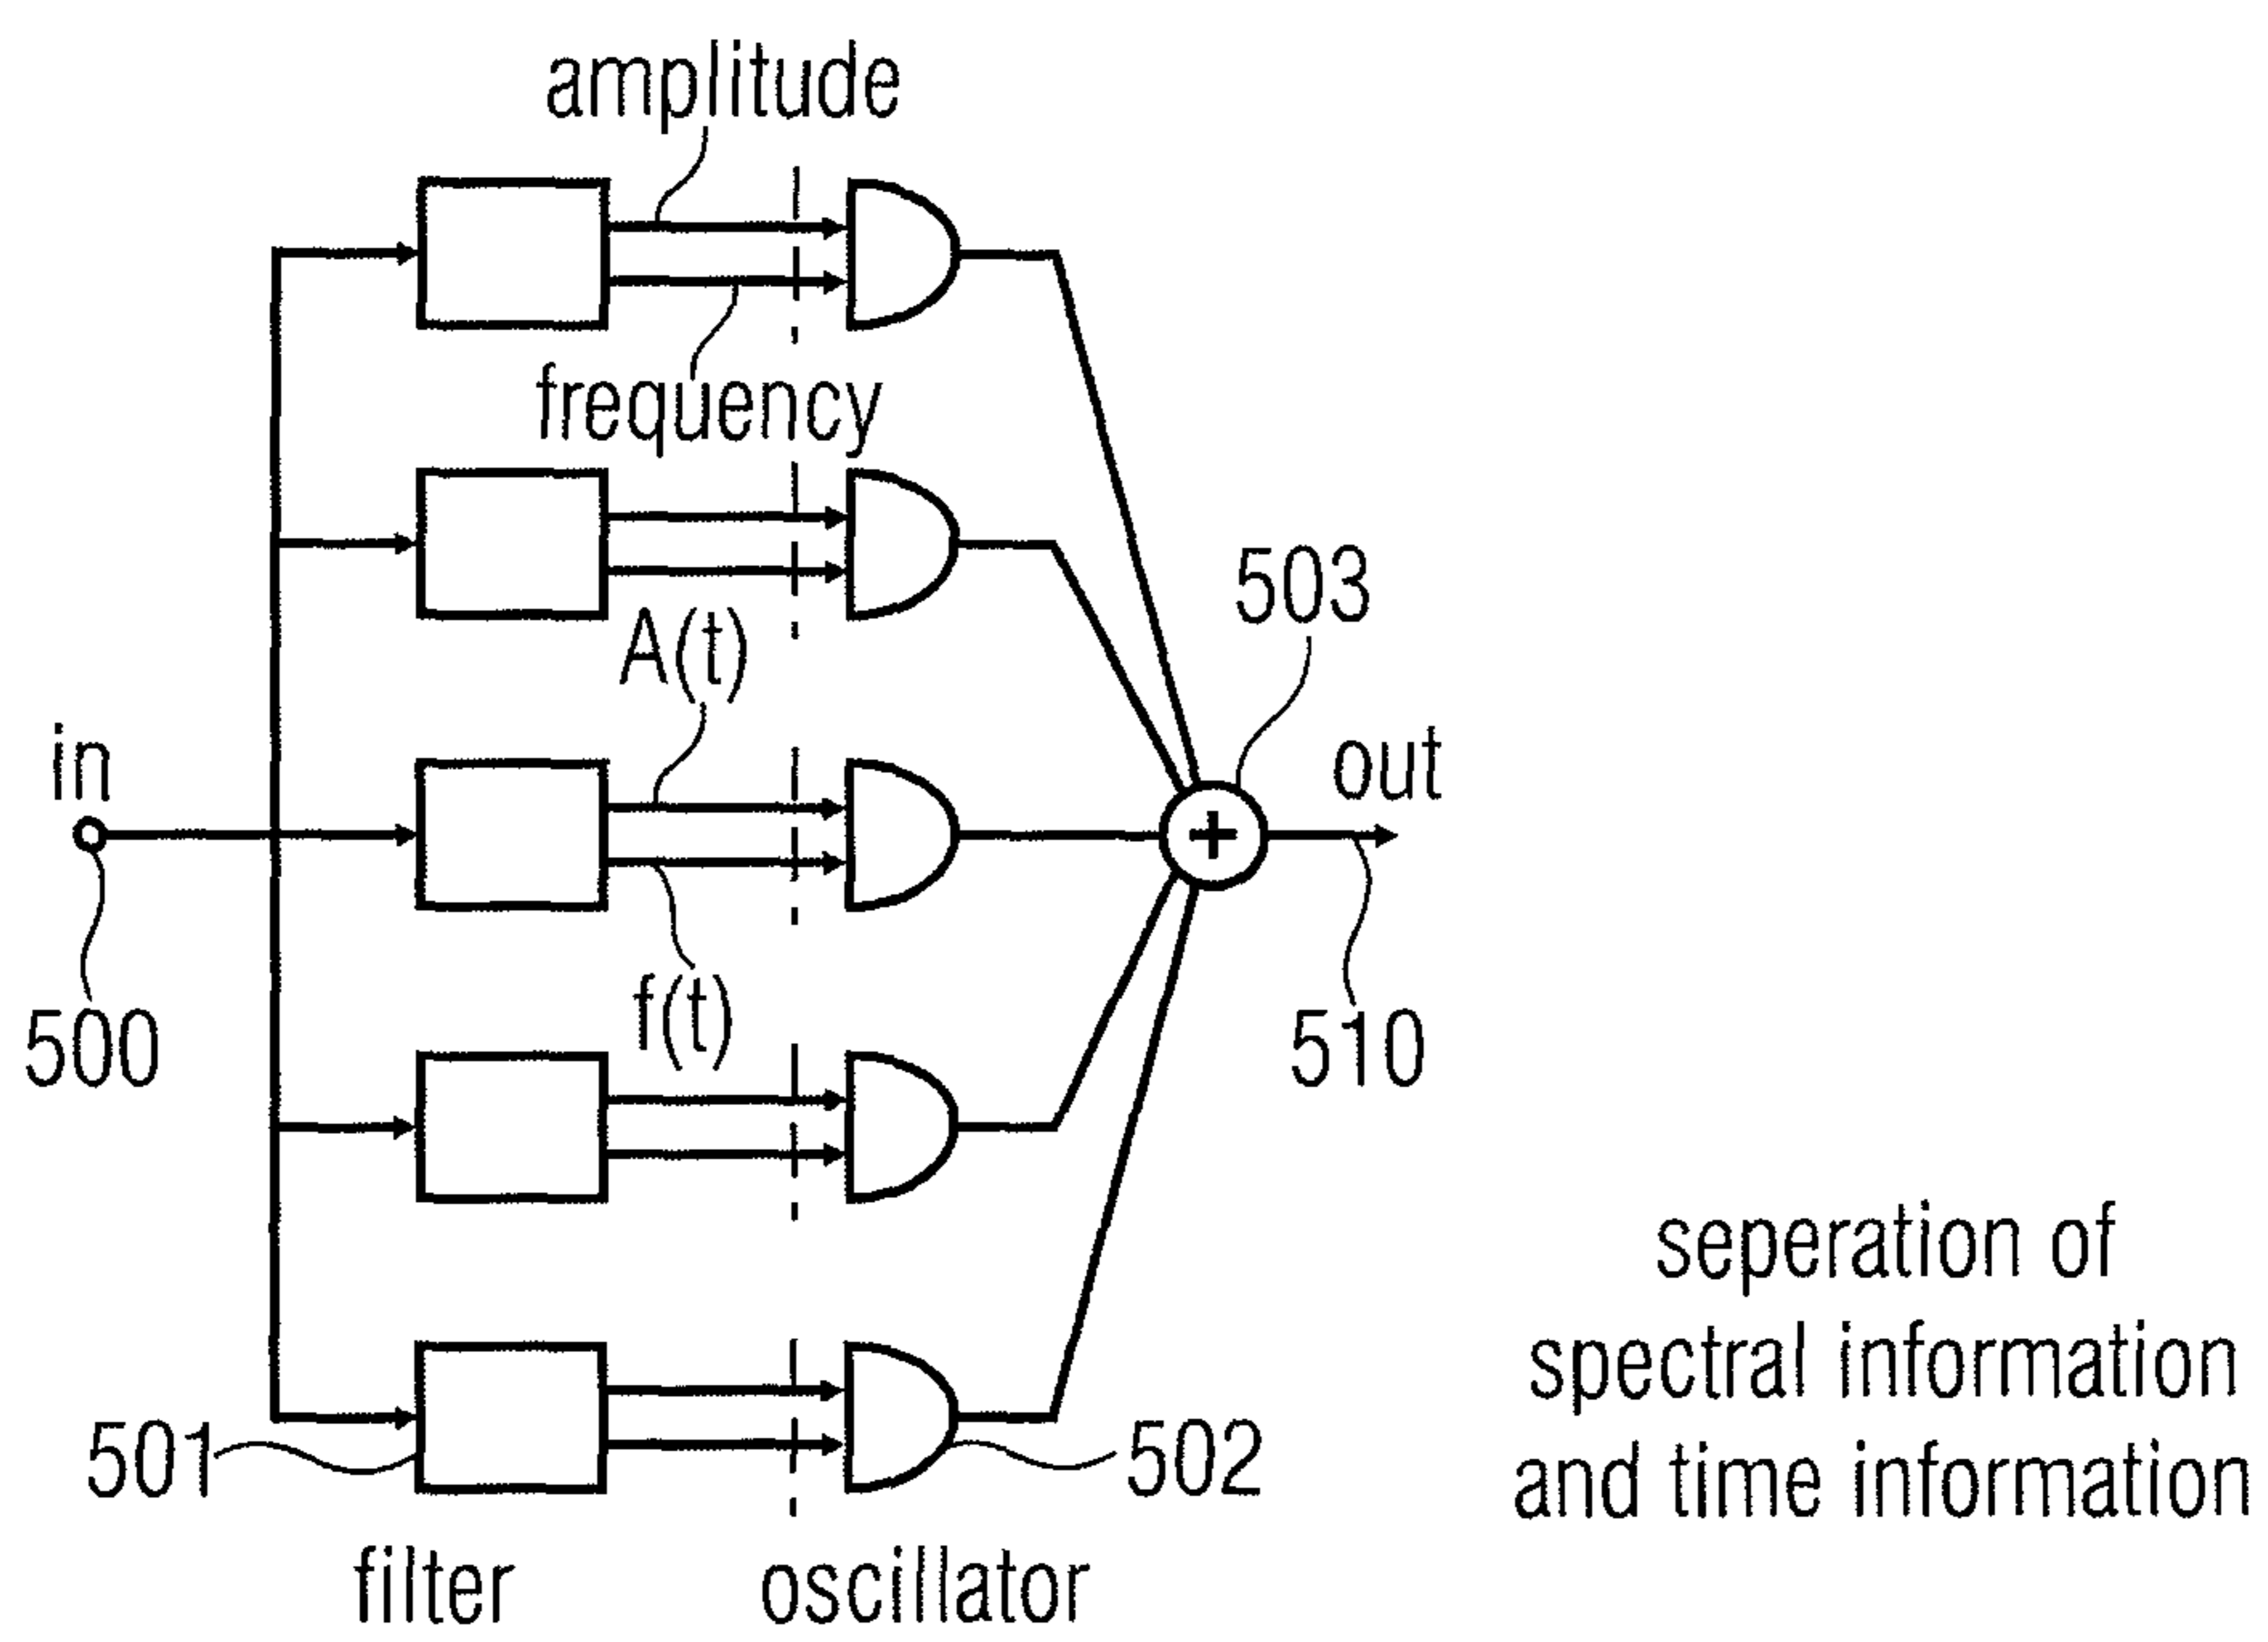 amplitude
frequency
A(t)
503
in
out
+
500
f(t)
510
seperation of
spectral information
and time information
501
502
filter
oscillator